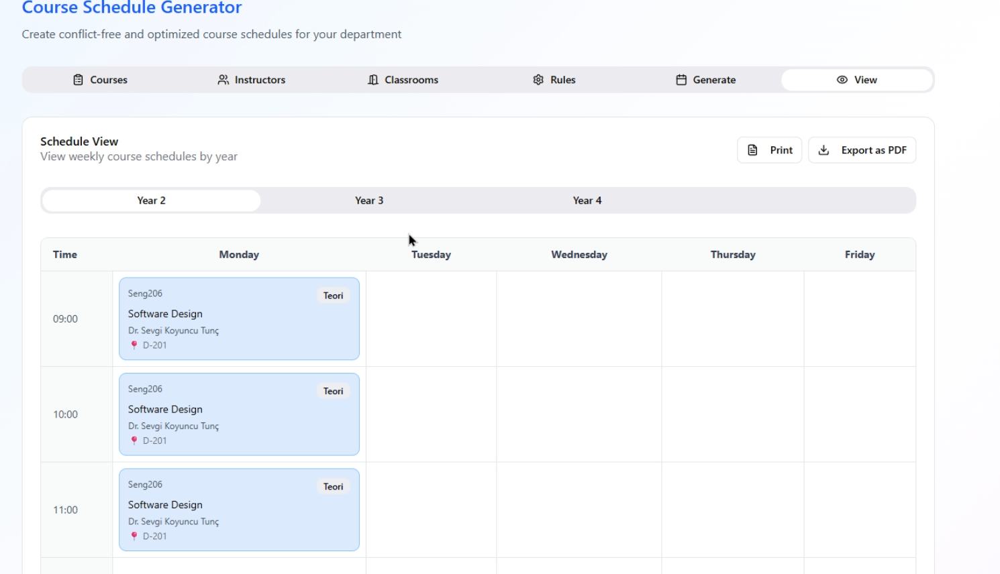 Course Schedule Generator
Create conflict-free and optimized course schedules for your department
Courses Instructors Classrooms Rules Generate View
Schedule View
View weekly course schedules by year
Print Export as PDF
Year 2 Year 3 Year 4
Time Monday Tuesday Wednesday Thursday Friday
09:00
Seng206 Teori
Software Design
Dr. Sevgi Koyuncu Tunç
D-201
10:00
Seng206 Teori
Software Design
Dr. Sevgi Koyuncu Tunç
D-201
11:00
Seng206 Teori
Software Design
Dr. Sevgi Koyuncu Tunç
D-201